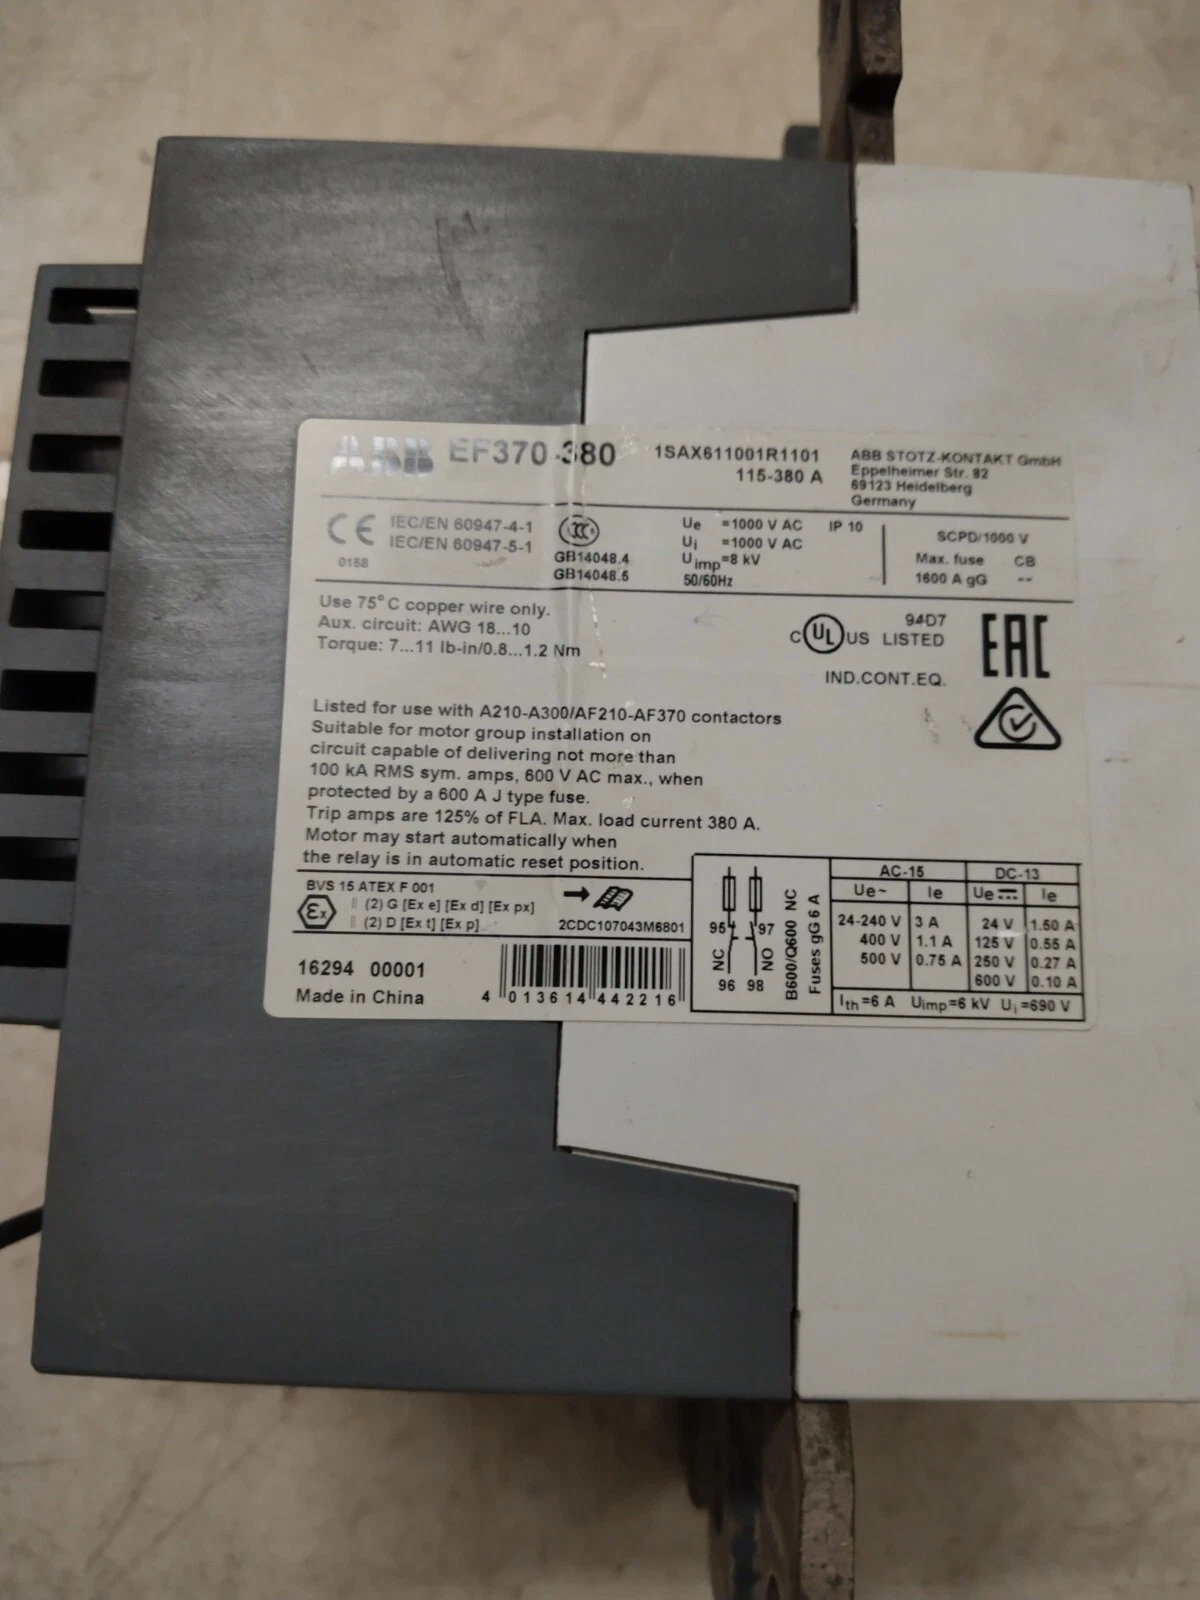 ABB EF370-380 1SAX611001R1101
115-380 A
ABB STOTZ-KONTAKT GmbH
Eppelheimer Str. 82
69123 Heidelberg
Germany
CE IEC/EN 60947-4-1
IEC/EN 60947-5-1
0158
CCC
GB14048.4
GB14048.5
Ue =1000 V AC IP 10
Ui =1000 V AC
Uimp=8 kV
50/60Hz
SCPD/1000 V
Max. fuse CB
1600 A gG --
Use 75° C copper wire only.
Aux. circuit: AWG 18...10
Torque: 7...11 lb-in/0.8...1.2 Nm
C UL US LISTED
94D7
IND.CONT.EQ.
EAC
Listed for use with A210-A300/AF210-AF370 contactors
Suitable for motor group installation on
circuit capable of delivering not more than
100 kA RMS sym. amps, 600 V AC max., when
protected by a 600 A J type fuse.
Trip amps are 125% of FLA. Max. load current 380 A.
Motor may start automatically when
the relay is in automatic reset position.
BVS 15 ATEX F 001
Ex II (2) G [Ex e] [Ex d] [Ex px]
II (2) D [Ex t] [Ex p]
2CDC107043M6801
16294 00001
Made in China
4 013614 442216
95 97
NC NO
96 98
B600/Q600 NC
Fuses gG 6 A
AC-15 DC-13
Ue~ Ie Ue Ie
24-240 V 3 A 24 V 1.50 A
400 V 1.1 A 125 V 0.55 A
500 V 0.75 A 250 V 0.27 A
600 V 0.10 A
Ith=6 A Uimp=6 kV Ui=690 V